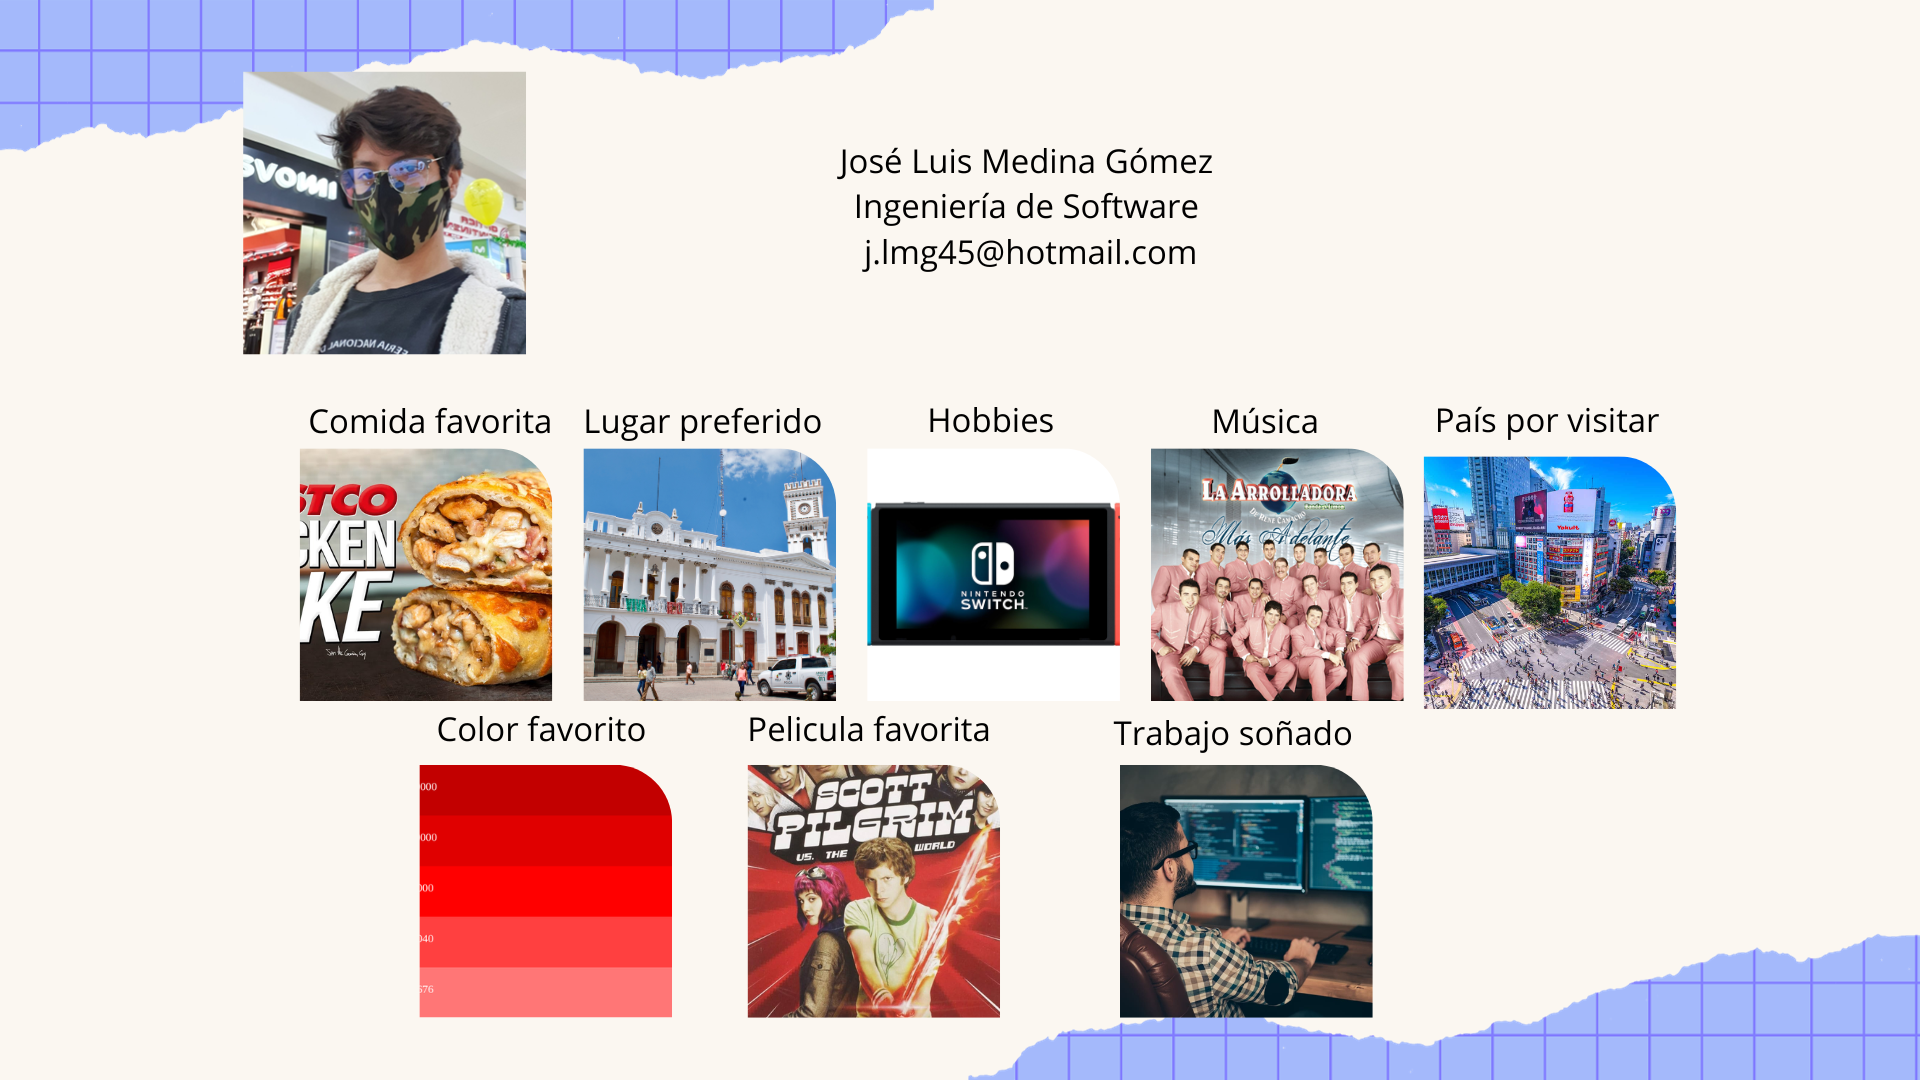 José Luis Medina Gómez
Ingeniería de Software
j.lmg45@hotmail.com
Comida favorita
Lugar preferido
Hobbies
Música
País por visitar
STCO
CKEN
KE
NINTENDO
SWITCH
LA ARROLLADORA
Más Adelante
Yakult
Color favorito
Pelicula favorita
Trabajo soñado
000
000
000
040
676
SCOTT
PILGRIM
VS. THE WORLD